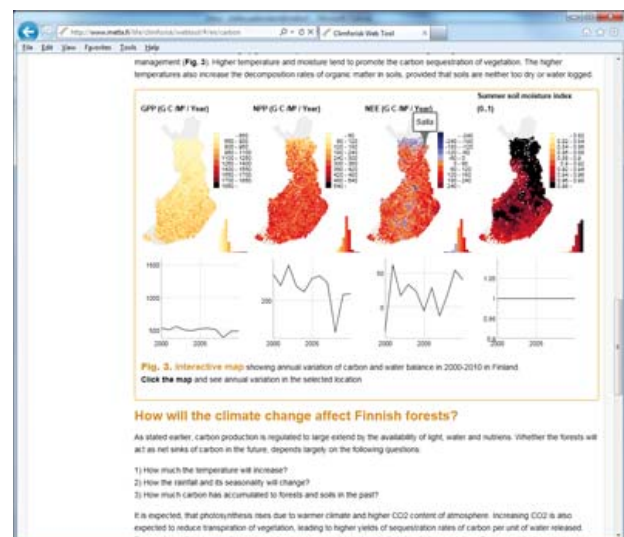 http://www.metla.fi/life/climforisk/webtool/fi/es/carbon
Climforisk Web Tool
File Edit View Favorites Tools Help
management (Fig. 3). Higher temperature and moisture tend to promote the carbon sequestration of vegetation. The higher
temperatures also increase the decomposition rates of organic matter in soils, provided that soils are neither too dry or water logged.
GPP (G C /M² / Year)
NPP (G C /M² / Year)
NEE (G C /M² / Year)
Summer soil moisture index
(0..1)
Salla
1500
1000
500
2000 2005
200
2000 2005
50
0
2000 2005
1.05
1
0.95
2000 2005
Fig. 3. Interactive map showing annual variation of carbon and water balance in 2000-2010 in Finland
Click the map and see annual variation in the selected location
How will the climate change affect Finnish forests?
As stated earlier, carbon production is regulated to large extend by the availability of light, water and nutriens. Whether the forests will
act as net sinks of carbon in the future, depends largely on the following questions:
1) How much the temperature will increase?
2) How the rainfall and its seasonality will change?
3) How much carbon has accumulated to forests and soils in the past?
It is expected, that photosynthesis rises due to warmer climate and higher CO2 content of atmosphere. Increasing CO2 is also
expected to reduce transpiration of vegetation, leading to higher yields of sequestration rates of carbon per unit of water released.